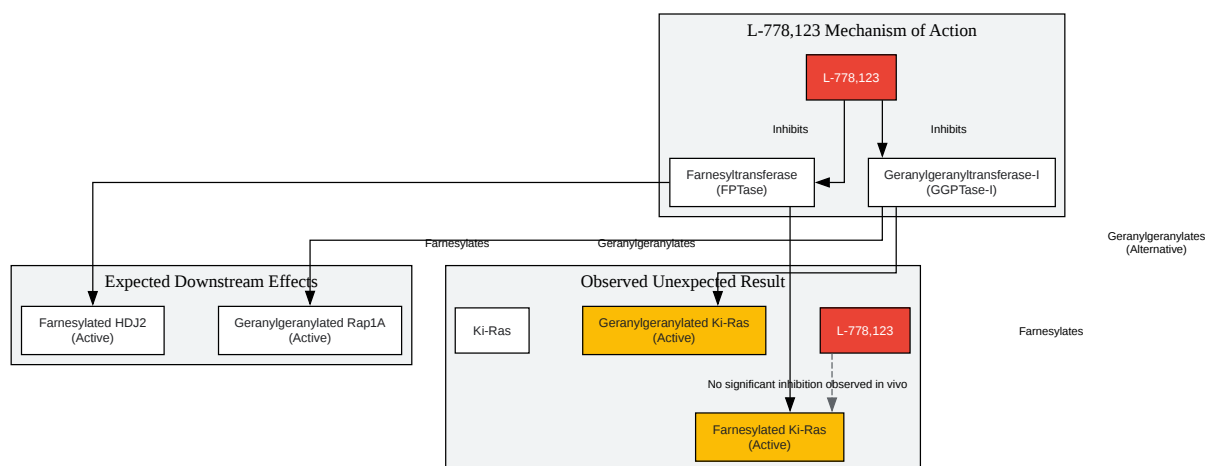 L-778,123 Mechanism of Action
L-778,123
Inhibits
Inhibits
Farnesyltransferase
(FPTase)
Geranylgeranyltransferase-I
(GGPTase-I)
Farnesylates
Geranylgeranylates
Geranylgeranylates
(Alternative)
Expected Downstream Effects
Farnesylated HDJ2
(Active)
Geranylgeranylated Rap1A
(Active)
Observed Unexpected Result
Ki-Ras
Geranylgeranylated Ki-Ras
(Active)
L-778,123
Farnesylates
No significant inhibition observed in vivo
Farnesylated Ki-Ras
(Active)